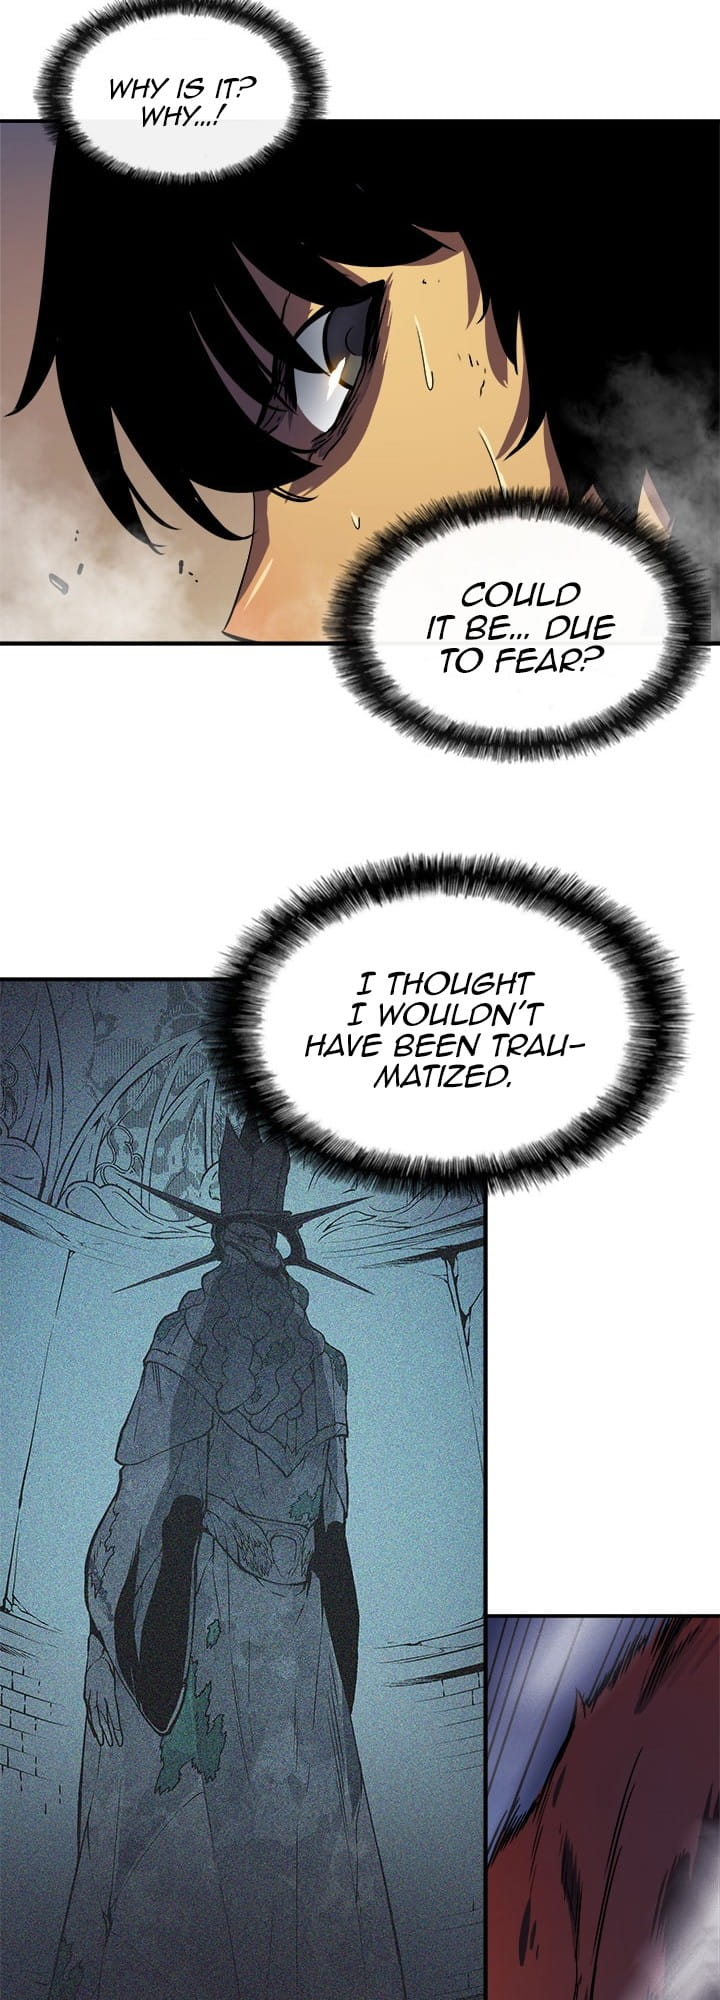 WHY IS IT?
WHY...!
COULD
IT BE... DUE
TO FEAR?
I THOUGHT
I WOULDN'T
HAVE BEEN TRAU-
MATIZED.